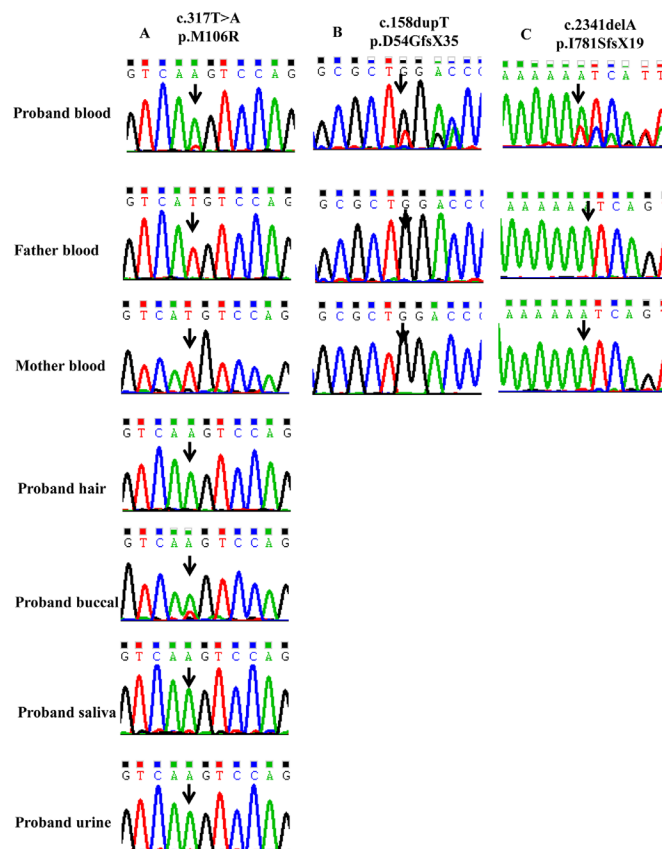 A
c.317T>A
p.M106R
B
c.158dupT
p.D54GfsX35
C
c.2341delA
p.I781SfsX19
Proband blood
G T C A A G T C C A G
G C G C T G G A C C C
A A A A A A T C A T T
Father blood
G T C A T G T C C A G
G C G C T G G A C C C
A A A A A A T C A G
Mother blood
G T C A T G T C C A G
G C G C T G G A C C C
A A A A A A T C A G T
Proband hair
G T C A A G T C C A G
Proband buccal
G T C A A G T C C A G
Proband saliva
G T C A A G T C C A G
Proband urine
G T C A A G T C C A G